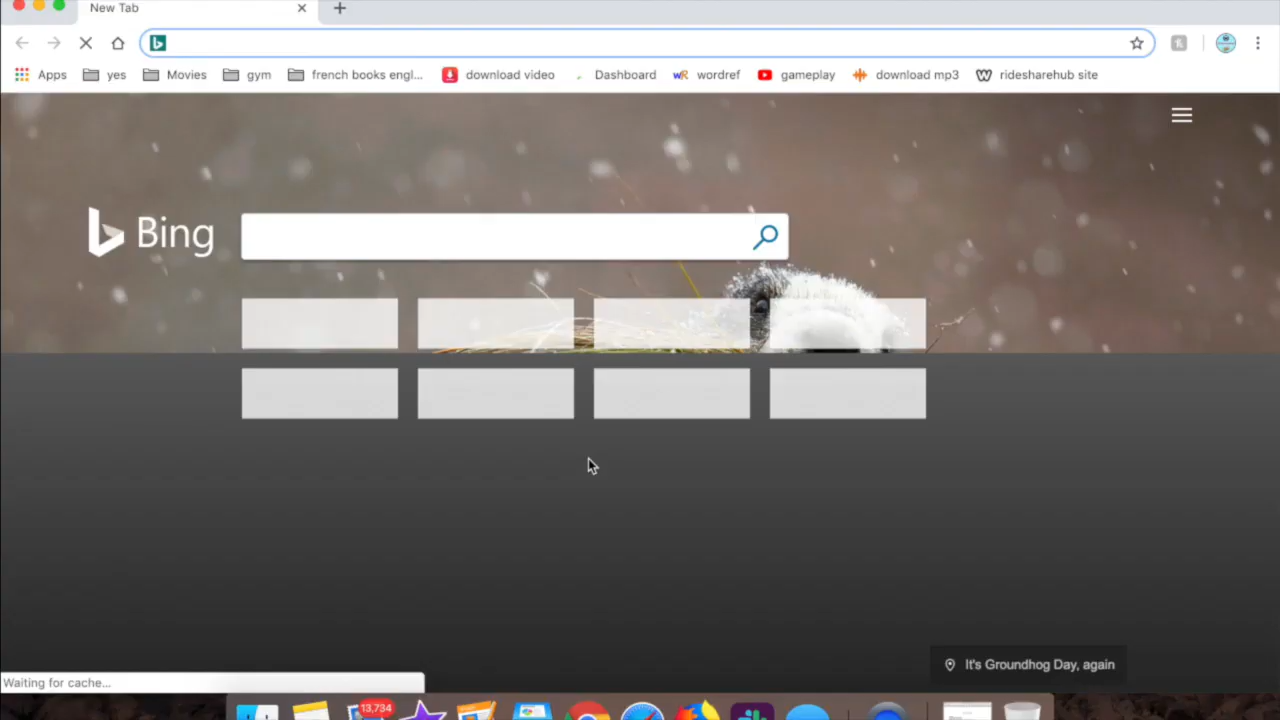 New Tab
Apps yes Movies gym french books engl... download video Dashboard wR wordref gameplay download mp3 ridesharehub site
Bing
It's Groundhog Day, again
Waiting for cache...
13,734